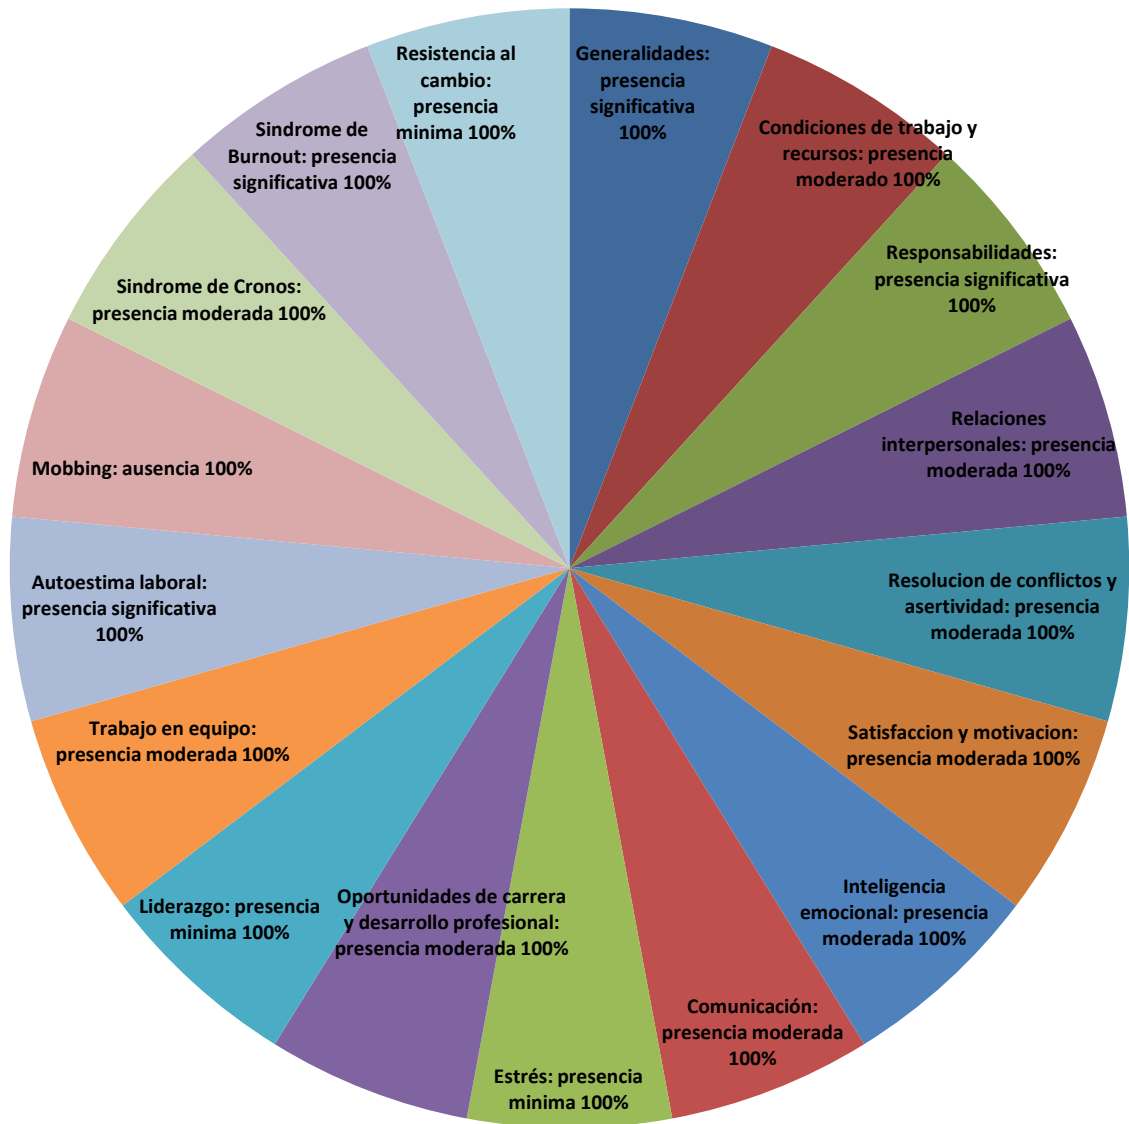 Generalidades:
presencia
significativa
100%
Condiciones de trabajo y
recursos: presencia
moderado 100%
Responsabilidades:
presencia significativa
100%
Relaciones
interpersonales: presencia
moderada 100%
Resolucion de conflictos y
asertividad: presencia
moderada 100%
Satisfaccion y motivacion:
presencia moderada 100%
Inteligencia
emocional: presencia
moderada 100%
Comunicación:
presencia moderada
100%
Estrés: presencia
minima 100%
Oportunidades de carrera
y desarrollo profesional:
presencia moderada 100%
Liderazgo: presencia
minima 100%
Trabajo en equipo:
presencia moderada 100%
Autoestima laboral:
presencia significativa
100%
Mobbing: ausencia 100%
Sindrome de Cronos:
presencia moderada 100%
Sindrome de
Burnout: presencia
significativa 100%
Resistencia al
cambio:
presencia
minima 100%